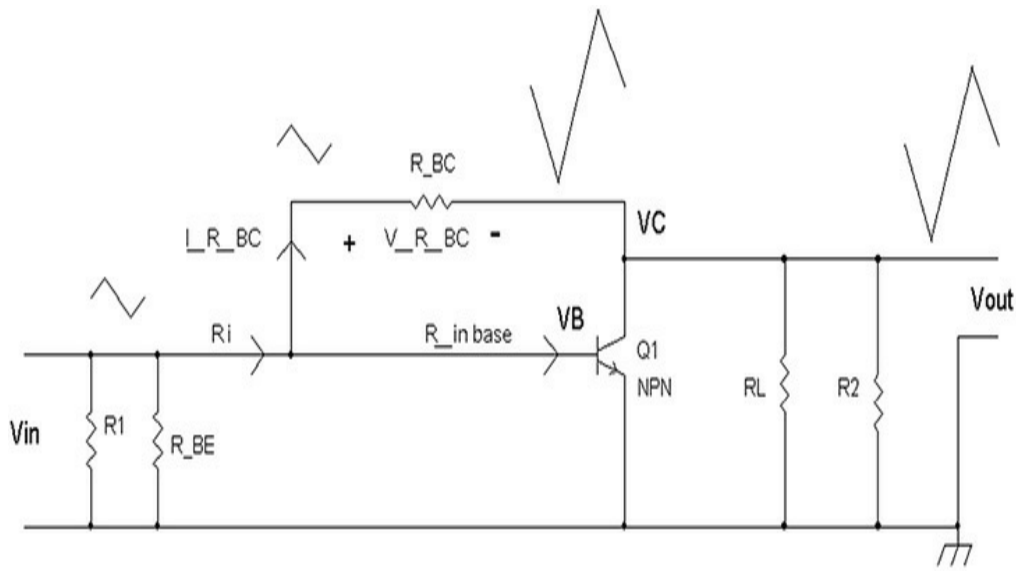 R_BC
VC
I_R_BC
+ V_R_BC -
Vout
VB
Ri
R_in base
Q1
NPN
RL
R2
R1
Vin
R_BE